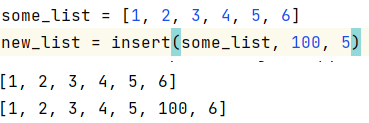 some_list = [1, 2, 3, 4, 5, 6]
new_list = insert(some_list, 100, 5)
[1, 2, 3, 4, 5, 6]
[1, 2, 3, 4, 5, 100, 6]